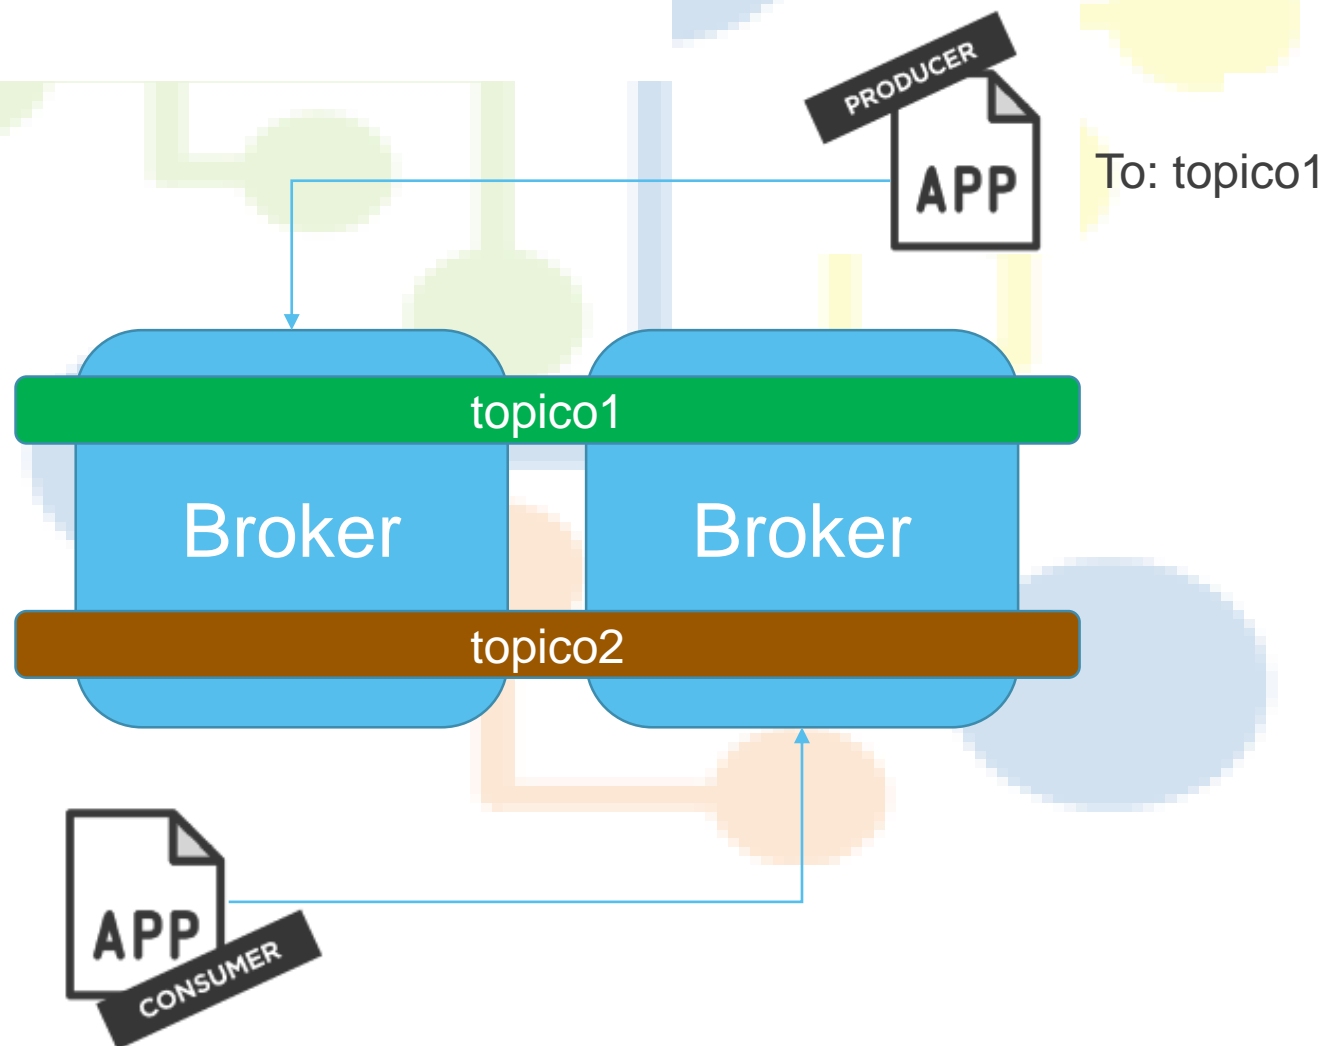 PRODUCER
APP
To: topico1
topico1
Broker
Broker
topico2
APP
CONSUMER